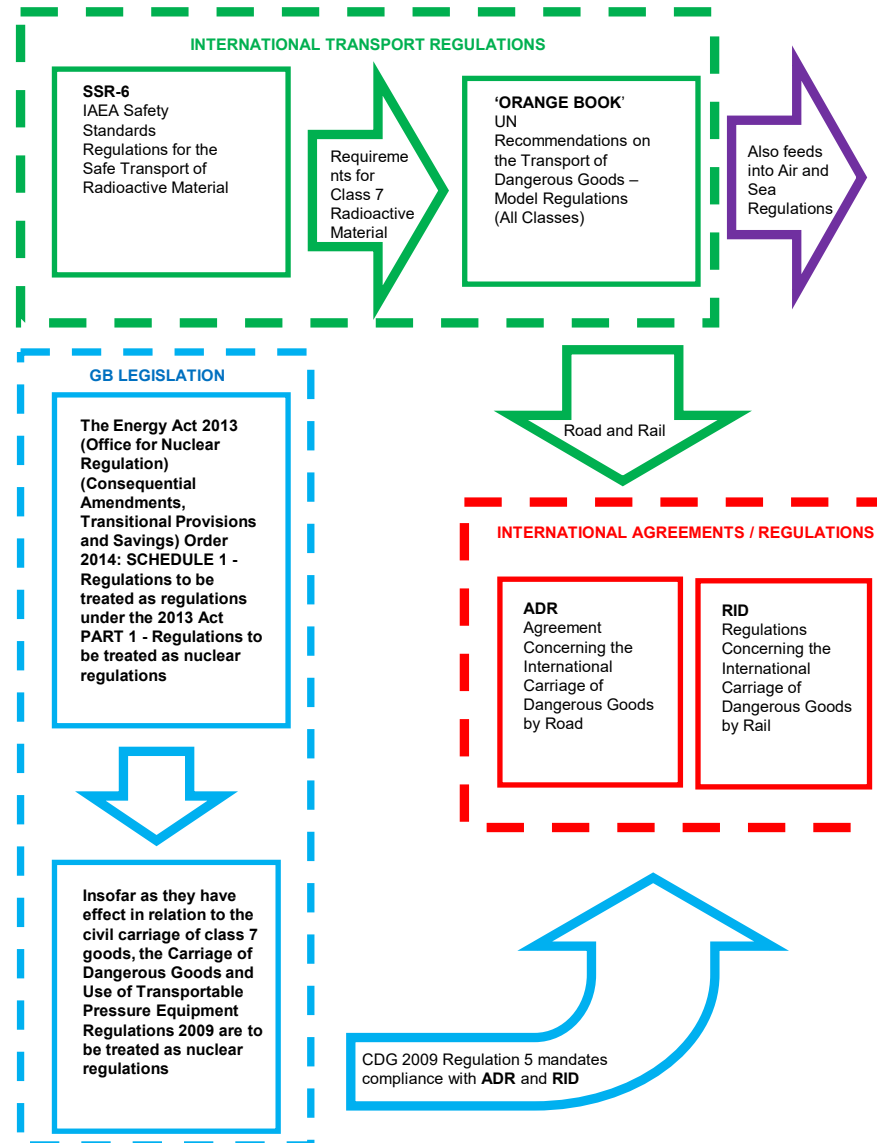 INTERNATIONAL TRANSPORT REGULATIONS
SSR-6
IAEA Safety
Standards
Regulations for the
Safe Transport of
Radioactive Material
Requireme
nts for
Class 7
Radioactive
Material
‘ORANGE BOOK’
UN
Recommendations on
the Transport of
Dangerous Goods –
Model Regulations
(All Classes)
Also feeds
into Air and
Sea
Regulations
GB LEGISLATION
The Energy Act 2013
(Office for Nuclear
Regulation)
(Consequential
Amendments,
Transitional Provisions
and Savings) Order
2014: SCHEDULE 1 -
Regulations to be
treated as regulations
under the 2013 Act
PART 1 - Regulations to
be treated as nuclear
regulations
Road and Rail
INTERNATIONAL AGREEMENTS / REGULATIONS
ADR
Agreement
Concerning the
International
Carriage of
Dangerous Goods
by Road
RID
Regulations
Concerning the
International
Carriage of
Dangerous Goods
by Rail
Insofar as they have
effect in relation to the
civil carriage of class 7
goods, the Carriage of
Dangerous Goods and
Use of Transportable
Pressure Equipment
Regulations 2009 are to
be treated as nuclear
regulations
CDG 2009 Regulation 5 mandates
compliance with ADR and RID